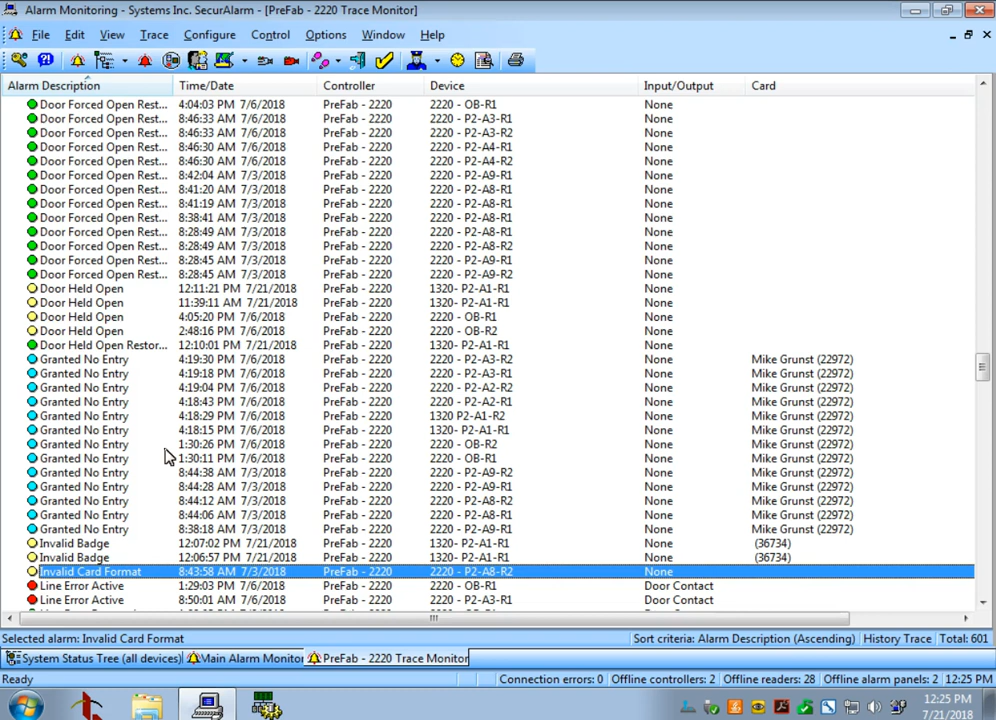 Alarm Monitoring - Systems Inc. SecurAlarm - [PreFab - 2220 Trace Monitor]
File Edit View Trace Configure Control Options Window Help
Alarm Description Time/Date Controller Device Input/Output Card
Door Forced Open Rest... 4:04:03 PM 7/6/2018 PreFab - 2220 2220 - OB-R1 None
Door Forced Open Rest... 8:46:33 AM 7/6/2018 PreFab - 2220 2220 - P2-A3-R1 None
Door Forced Open Rest... 8:46:33 AM 7/6/2018 PreFab - 2220 2220 - P2-A3-R2 None
Door Forced Open Rest... 8:46:30 AM 7/6/2018 PreFab - 2220 2220 - P2-A4-R1 None
Door Forced Open Rest... 8:46:30 AM 7/6/2018 PreFab - 2220 2220 - P2-A4-R2 None
Door Forced Open Rest... 8:42:04 AM 7/3/2018 PreFab - 2220 2220 - P2-A9-R1 None
Door Forced Open Rest... 8:41:20 AM 7/3/2018 PreFab - 2220 2220 - P2-A8-R1 None
Door Forced Open Rest... 8:41:19 AM 7/3/2018 PreFab - 2220 2220 - P2-A8-R1 None
Door Forced Open Rest... 8:38:41 AM 7/3/2018 PreFab - 2220 2220 - P2-A8-R1 None
Door Forced Open Rest... 8:28:49 AM 7/3/2018 PreFab - 2220 2220 - P2-A8-R1 None
Door Forced Open Rest... 8:28:49 AM 7/3/2018 PreFab - 2220 2220 - P2-A8-R2 None
Door Forced Open Rest... 8:28:45 AM 7/3/2018 PreFab - 2220 2220 - P2-A9-R1 None
Door Forced Open Rest... 8:28:45 AM 7/3/2018 PreFab - 2220 2220 - P2-A9-R2 None
Door Held Open 12:11:21 PM 7/21/2018 PreFab - 2220 1320- P2-A1-R1 None
Door Held Open 11:39:11 AM 7/21/2018 PreFab - 2220 1320- P2-A1-R1 None
Door Held Open 4:05:20 PM 7/6/2018 PreFab - 2220 2220 - OB-R1 None
Door Held Open 2:48:16 PM 7/6/2018 PreFab - 2220 2220 - OB-R2 None
Door Held Open Restor... 12:10:01 PM 7/21/2018 PreFab - 2220 1320- P2-A1-R1 None
Granted No Entry 4:19:30 PM 7/6/2018 PreFab - 2220 2220 - P2-A3-R2 None Mike Grunst (22972)
Granted No Entry 4:19:18 PM 7/6/2018 PreFab - 2220 2220 - P2-A3-R1 None Mike Grunst (22972)
Granted No Entry 4:19:04 PM 7/6/2018 PreFab - 2220 2220 - P2-A2-R2 None Mike Grunst (22972)
Granted No Entry 4:18:43 PM 7/6/2018 PreFab - 2220 2220 - P2-A2-R1 None Mike Grunst (22972)
Granted No Entry 4:18:29 PM 7/6/2018 PreFab - 2220 1320 P2-A1-R2 None Mike Grunst (22972)
Granted No Entry 4:18:15 PM 7/6/2018 PreFab - 2220 1320- P2-A1-R1 None Mike Grunst (22972)
Granted No Entry 1:30:26 PM 7/6/2018 PreFab - 2220 2220 - OB-R2 None Mike Grunst (22972)
Granted No Entry 1:30:11 PM 7/6/2018 PreFab - 2220 2220 - OB-R1 None Mike Grunst (22972)
Granted No Entry 8:44:38 AM 7/3/2018 PreFab - 2220 2220 - P2-A9-R2 None Mike Grunst (22972)
Granted No Entry 8:44:28 AM 7/3/2018 PreFab - 2220 2220 - P2-A9-R1 None Mike Grunst (22972)
Granted No Entry 8:44:12 AM 7/3/2018 PreFab - 2220 2220 - P2-A8-R2 None Mike Grunst (22972)
Granted No Entry 8:44:06 AM 7/3/2018 PreFab - 2220 2220 - P2-A8-R1 None Mike Grunst (22972)
Granted No Entry 8:38:18 AM 7/3/2018 PreFab - 2220 2220 - P2-A9-R1 None Mike Grunst (22972)
Invalid Badge 12:07:02 PM 7/21/2018 PreFab - 2220 1320- P2-A1-R1 None (36734)
Invalid Badge 12:06:57 PM 7/21/2018 PreFab - 2220 1320- P2-A1-R1 None (36734)
Invalid Card Format 8:43:58 AM 7/3/2018 PreFab - 2220 2220 - P2-A8-R2 None
Line Error Active 1:29:03 PM 7/6/2018 PreFab - 2220 2220 - OB-R1 Door Contact
Line Error Active 8:50:01 AM 7/6/2018 PreFab - 2220 2220 - P2-A3-R1 Door Contact
Selected alarm: Invalid Card Format Sort criteria: Alarm Description (Ascending) History Trace Total: 601
System Status Tree (all devices) Main Alarm Monitor PreFab - 2220 Trace Monitor
Ready Connection errors: 0 Offline controllers: 2 Offline readers: 28 Offline alarm panels: 2 12:25 PM
12:25 PM
7/21/2018